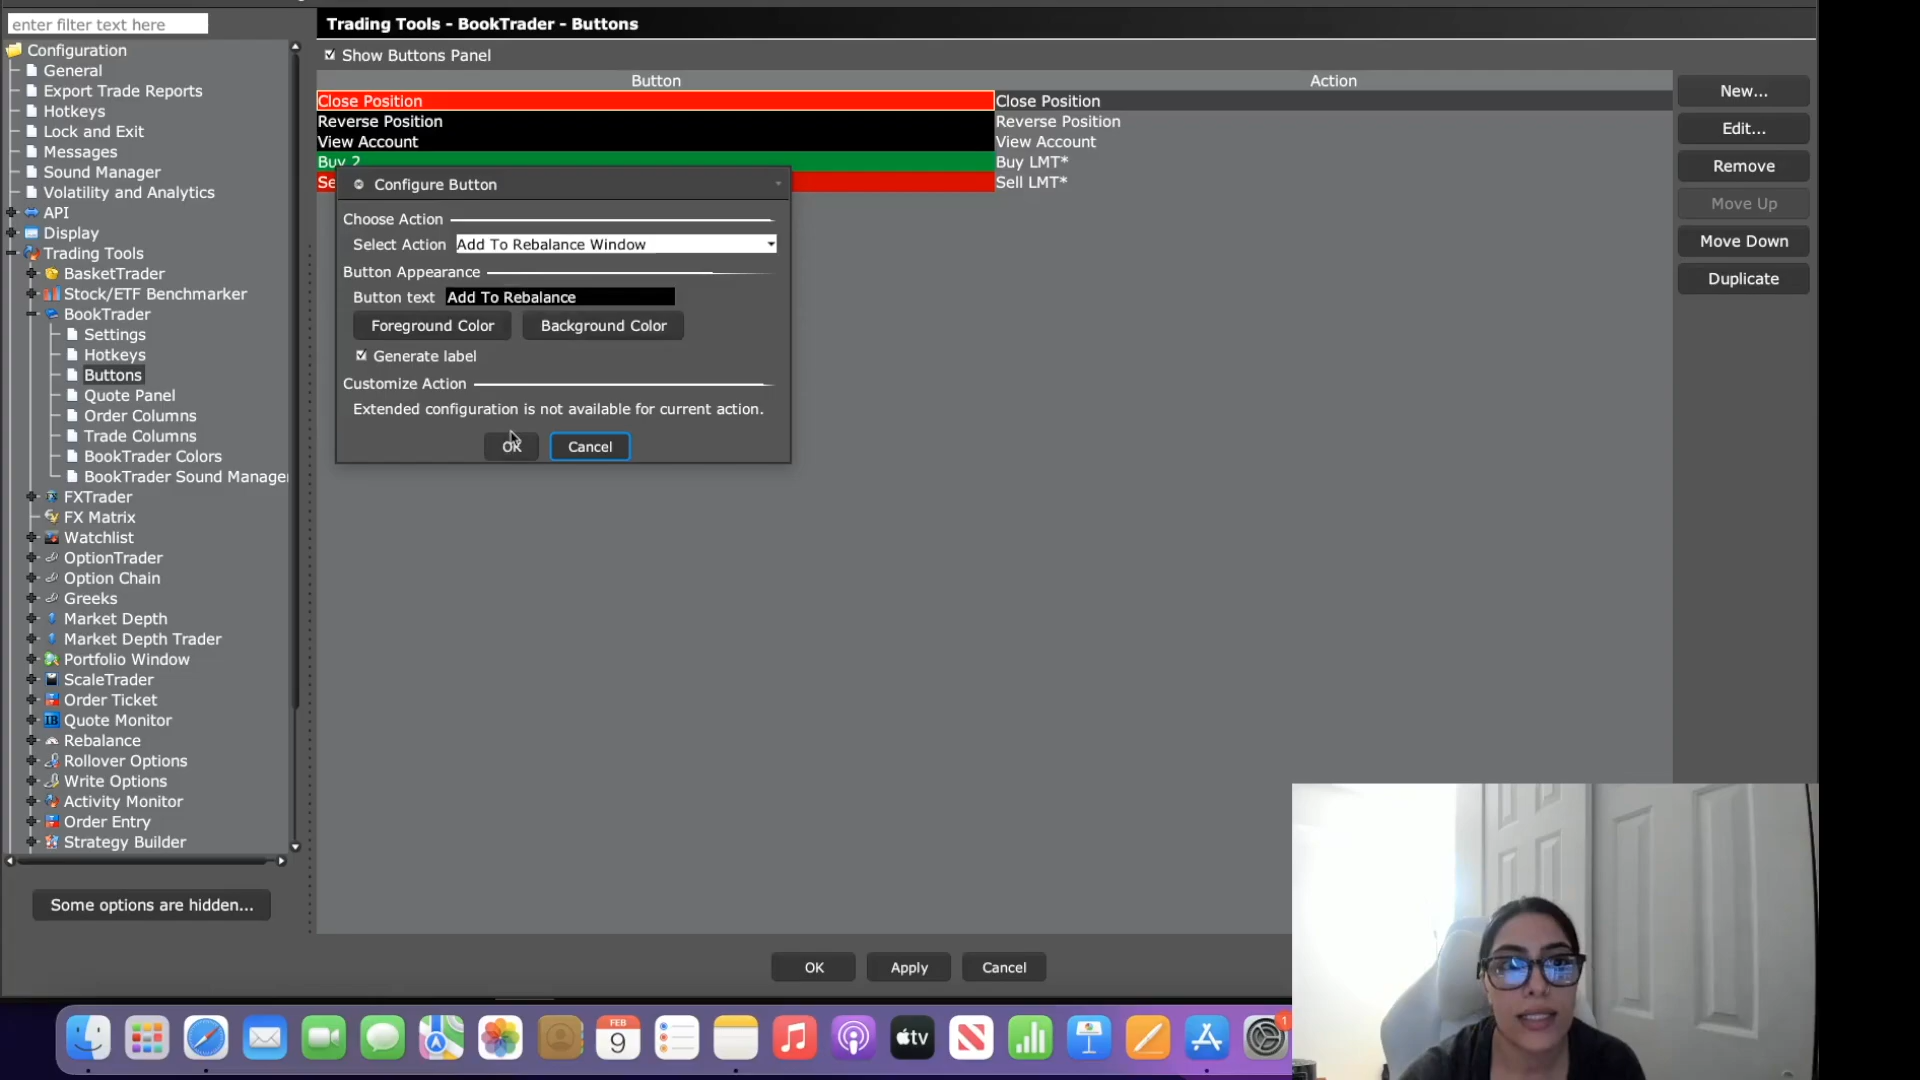 enter filter text here
Configuration
General
Export Trade Reports
Hotkeys
Lock and Exit
Messages
Sound Manager
Volatility and Analytics
API
Display
Trading Tools
BasketTrader
Stock/ETF Benchmarker
BookTrader
Settings
Hotkeys
Buttons
Quote Panel
Order Columns
Trade Columns
BookTrader Colors
BookTrader Sound Manager
FXTrader
FX Matrix
Watchlist
OptionTrader
Option Chain
Greeks
Market Depth
Market Depth Trader
Portfolio Window
ScaleTrader
Order Ticket
IB Quote Monitor
Rebalance
Rollover Options
Write Options
Activity Monitor
Order Entry
Strategy Builder
Some options are hidden...
Trading Tools - BookTrader - Buttons
Show Buttons Panel
Button Action
Close Position Close Position
Reverse Position Reverse Position
View Account View Account
Buy 2 Buy LMT*
Se Sell LMT*
Configure Button
Choose Action
Select Action Add To Rebalance Window
Button Appearance
Button text Add To Rebalance
Foreground Color Background Color
Generate label
Customize Action
Extended configuration is not available for current action.
OK Cancel
New...
Edit...
Remove
Move Up
Move Down
Duplicate
OK Apply Cancel
FEB
9
tv
1